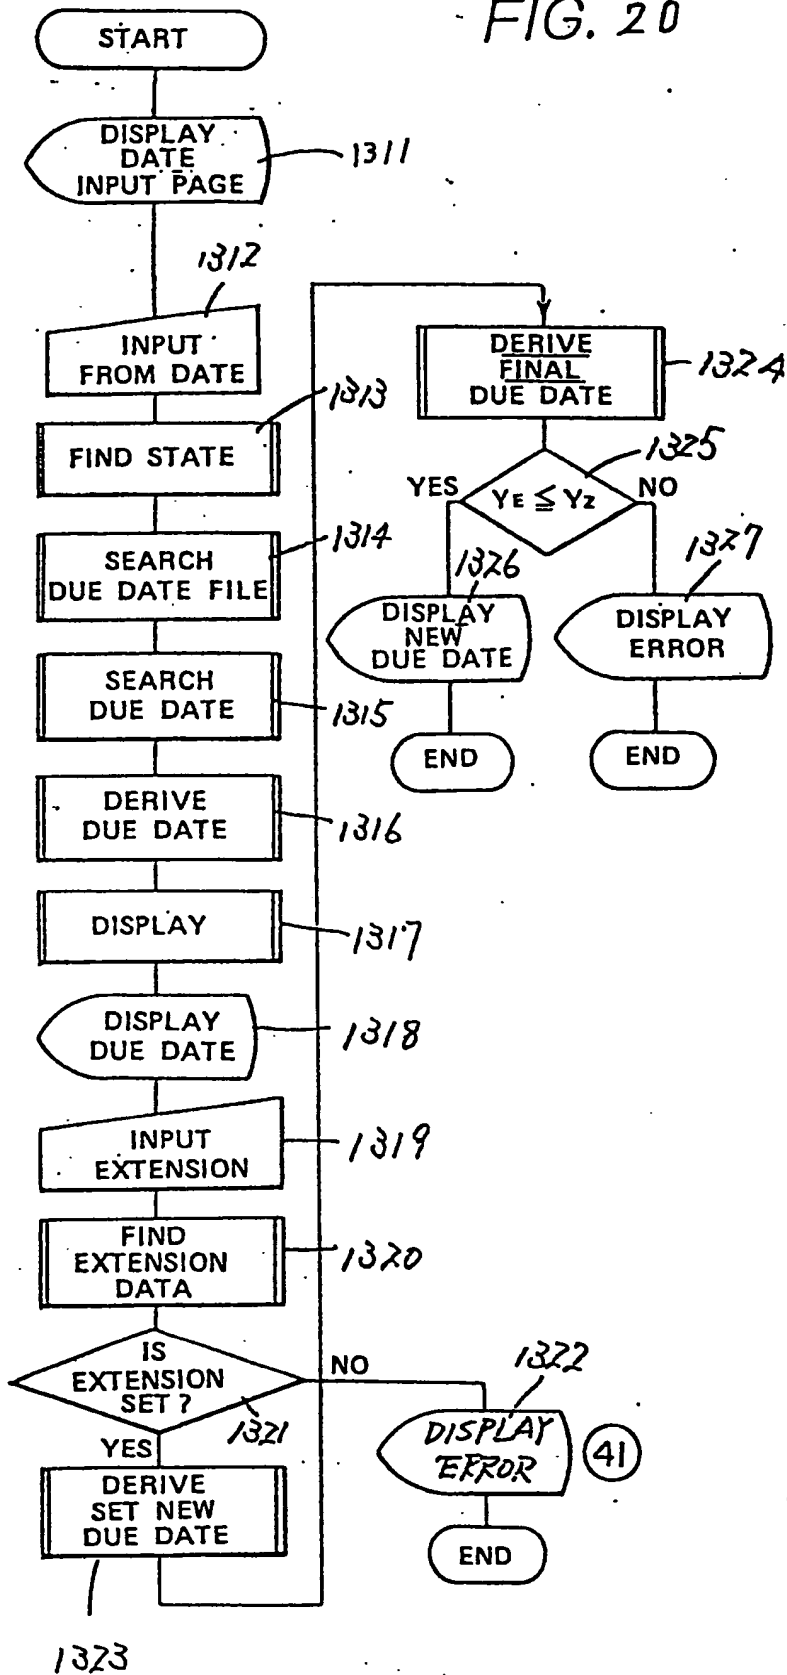 FIG. 20
START
DISPLAY
DATE
INPUT PAGE
1311
1312
INPUT
FROM DATE
1313
FIND STATE
1314
SEARCH
DUE DATE FILE
SEARCH
DUE DATE
1315
DERIVE
DUE DATE
1316
DISPLAY
1317
DISPLAY
DUE DATE
1318
INPUT
EXTENSION
1319
FIND
EXTENSION
DATA
1320
IS
EXTENSION
SET?
1321
NO
1322
DISPLAY
ERROR
41
END
YES
DERIVE
SET NEW
DUE DATE
1323
DERIVE
FINAL
DUE DATE
1324
1325
YES
YE ≦ YZ
NO
1326
DISPLAY
NEW
DUE DATE
END
1327
DISPLAY
ERROR
END